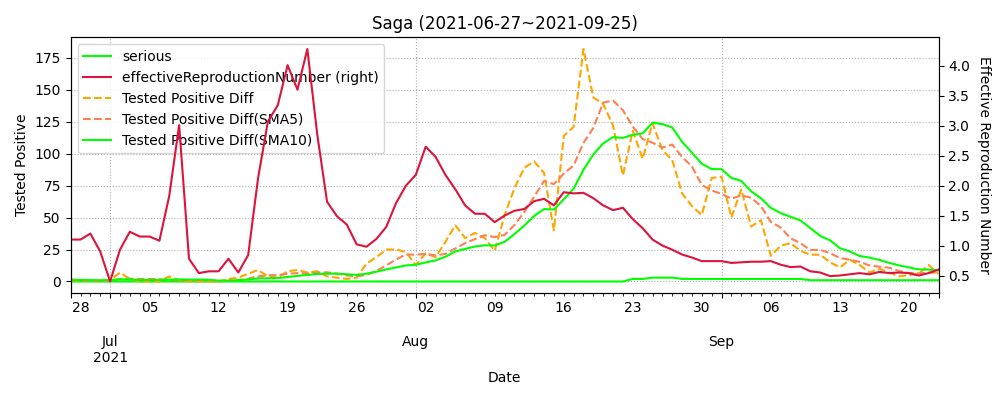 Saga (2021-06-27~2021-09-25)
serious
effectiveReproductionNumber (right)
Tested Positive Diff
Tested Positive Diff(SMA5)
Tested Positive Diff(SMA10)
Tested Positive
175
150
125
100
75
50
25
0
4.0
3.5
3.0
2.5
2.0
1.5
1.0
0.5
Effective Reproduction Number
28 05 12 19 26 02 09 16 23 30 06 13 20
Jul Aug Sep
2021
Date